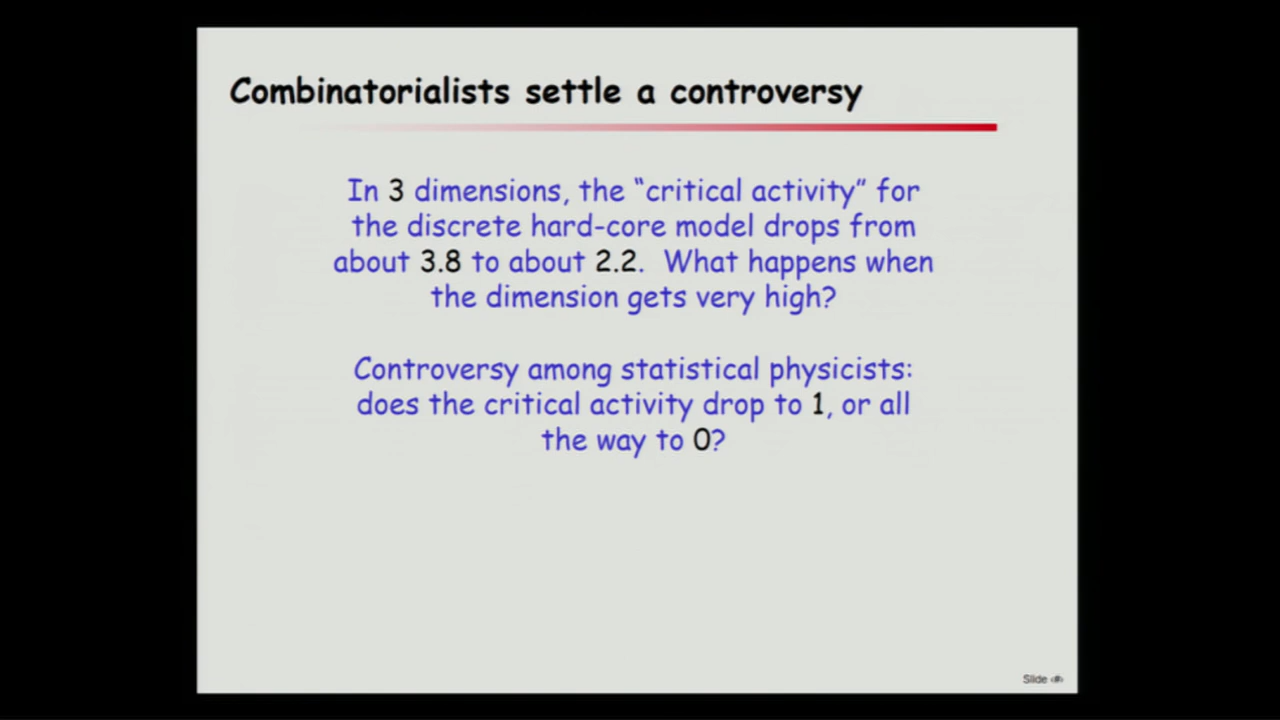 Combinatorialists settle a controversy
In 3 dimensions, the “critical activity” for
the discrete hard-core model drops from
about 3.8 to about 2.2. What happens when
the dimension gets very high?
Controversy among statistical physicists:
does the critical activity drop to 1, or all
the way to 0?
Slide ‹#›